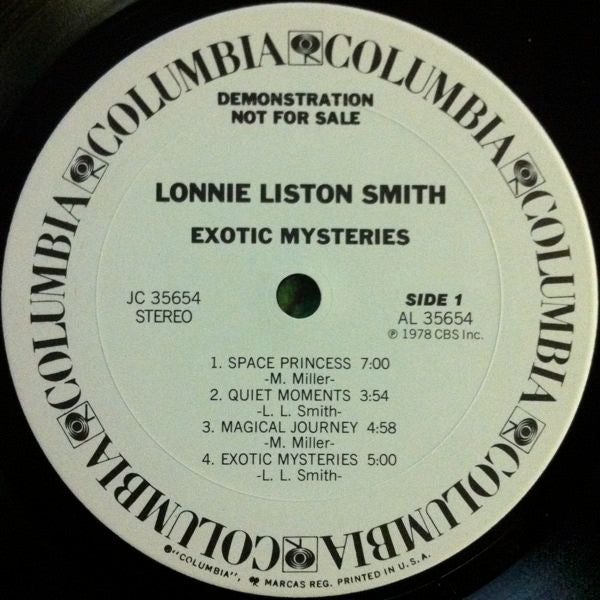 COLUMBIA COLUMBIA COLUMBIA COLUMBIA COLUMBIA COLUMBIA COLUMBIA COLUMBIA
DEMONSTRATION
NOT FOR SALE
LONNIE LISTON SMITH
EXOTIC MYSTERIES
JC 35654
STEREO
SIDE 1
AL 35654
℗ 1978 CBS Inc.
1. SPACE PRINCESS 7:00
-M. Miller-
2. QUIET MOMENTS 3:54
-L. L. Smith-
3. MAGICAL JOURNEY 4:58
-M. Miller-
4. EXOTIC MYSTERIES 5:00
-L. L. Smith-
"COLUMBIA", MARCAS REG. PRINTED IN U.S.A.